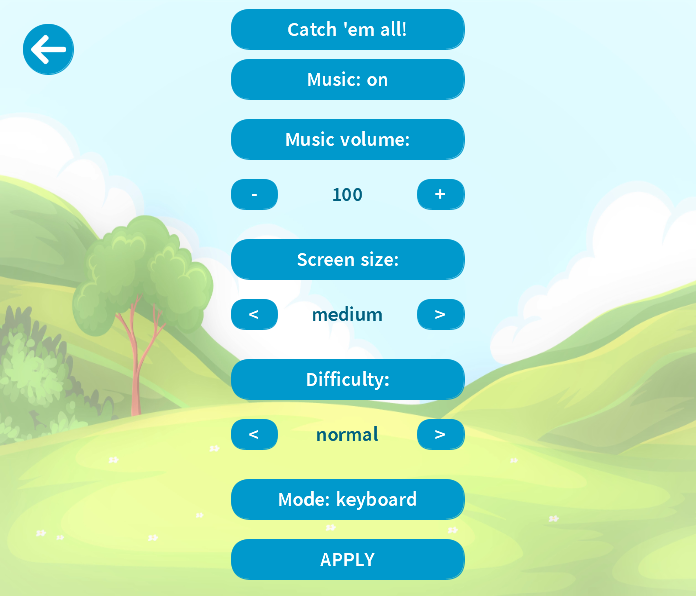 Catch 'em all!
Music: on
Music volume:
- 100 +
Screen size:
< medium >
Difficulty:
< normal >
Mode: keyboard
APPLY